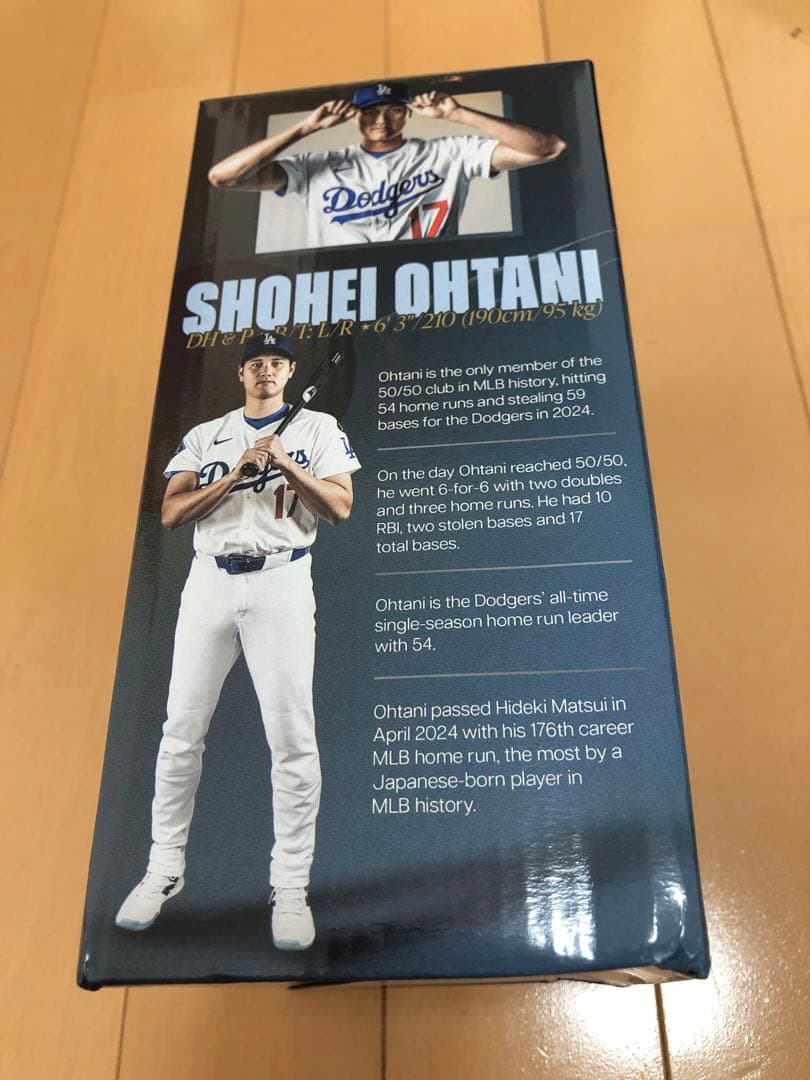 LA
Dodgers
17
SHOHEI OHTANI
DH & P B/T: L/R ★ 6' 3"/210 (190cm/95 kg)
LA
Ohtani is the only member of the
50/50 club in MLB history, hitting
54 home runs and stealing 59
bases for the Dodgers in 2024.
LA
Dodgers
17
On the day Ohtani reached 50/50,
he went 6-for-6 with two doubles
and three home runs. He had 10
RBI, two stolen bases and 17
total bases.
Ohtani is the Dodgers' all-time
single-season home run leader
with 54.
Ohtani passed Hideki Matsui in
April 2024 with his 176th career
MLB home run, the most by a
Japanese-born player in
MLB history.